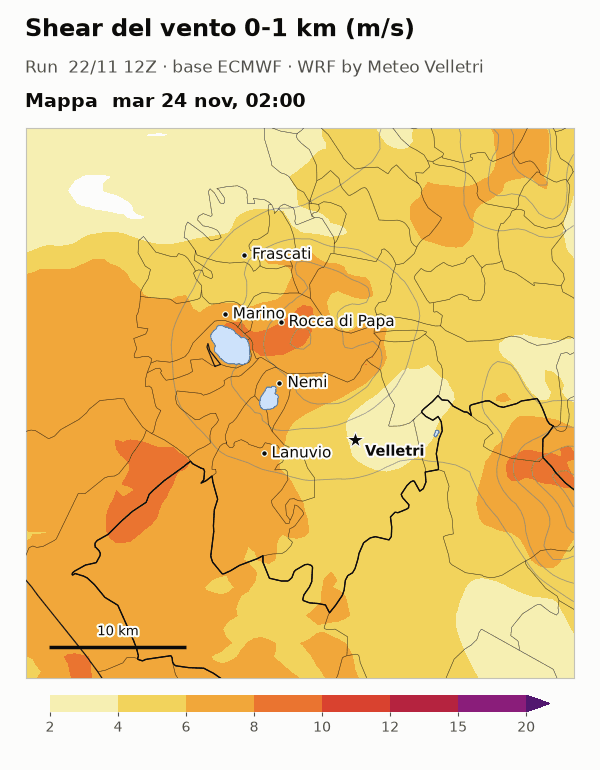 Shear del vento 0-1 km (m/s)
Run  22/11 12Z · base ECMWF · WRF by Meteo Velletri
Mappa  mar 24 nov, 02:00
Frascati
Marino
Rocca di Papa
Nemi
Velletri
Lanuvio
10 km
2 4 6 8 10 12 15 20